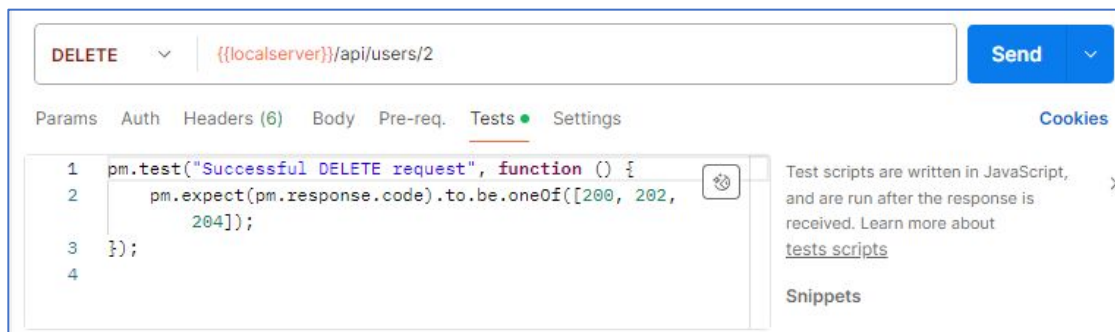 DELETE {{localserver}}/api/users/2 Send
Params Auth Headers (6) Body Pre-req. Tests Settings Cookies
1 pm.test("Successful DELETE request", function () {
2 pm.expect(pm.response.code).to.be.oneOf([200, 202,
204]);
3 });
4
Test scripts are written in JavaScript,
and are run after the response is
received. Learn more about
tests scripts
Snippets